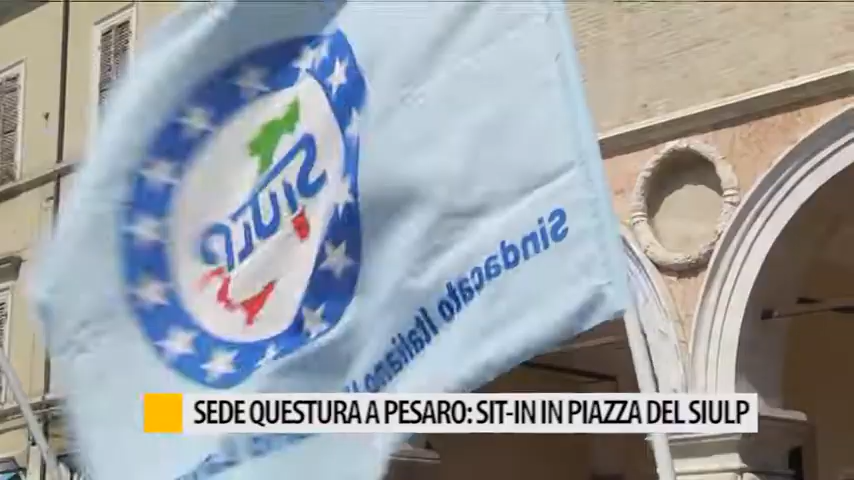 SIULP
Sindacato Italiano
SEDE QUESTURA A PESARO: SIT-IN IN PIAZZA DEL SIULP